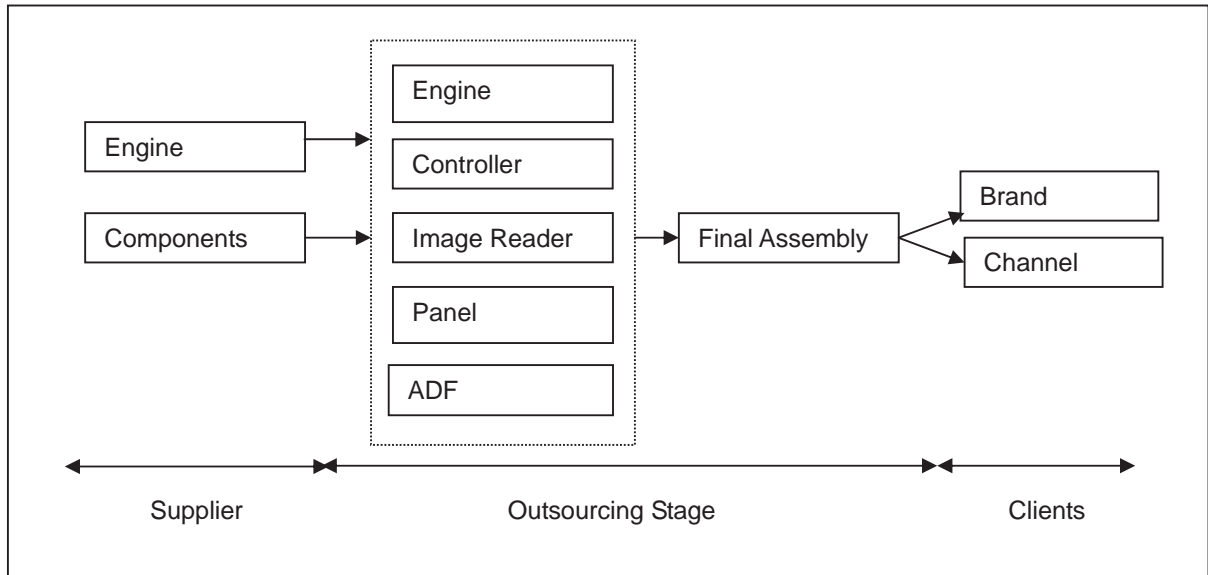 Engine
Components
Engine
Controller
Image Reader
Panel
ADF
Final Assembly
Brand
Channel
Supplier
Outsourcing Stage
Clients